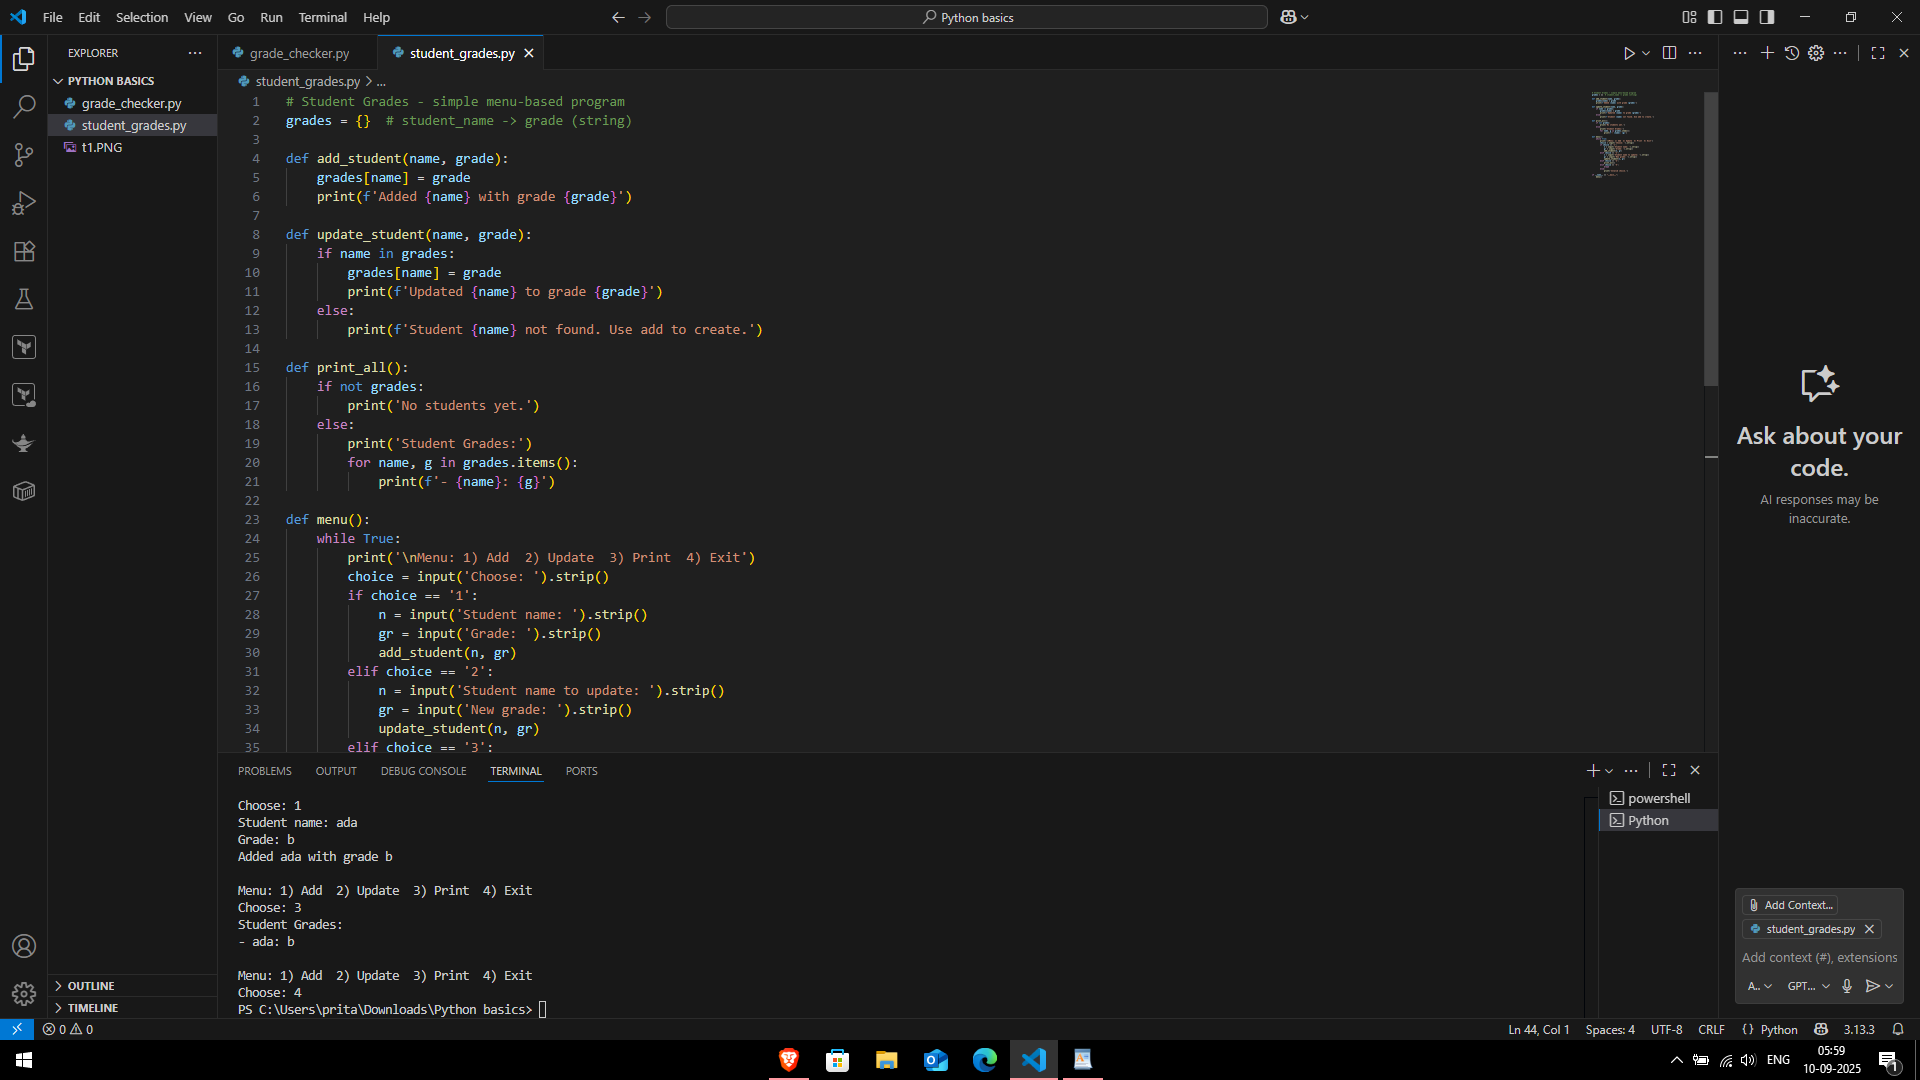 File Edit Selection View Go Run Terminal Help
Python basics
EXPLORER
PYTHON BASICS
grade_checker.py
student_grades.py
t1.PNG
OUTLINE
TIMELINE
grade_checker.py
student_grades.py
student_grades.py > ...
1 # Student Grades - simple menu-based program
2 grades = {}  # student_name -> grade (string)
3
4 def add_student(name, grade):
5     grades[name] = grade
6     print(f'Added {name} with grade {grade}')
7
8 def update_student(name, grade):
9     if name in grades:
10         grades[name] = grade
11         print(f'Updated {name} to grade {grade}')
12     else:
13         print(f'Student {name} not found. Use add to create.')
14
15 def print_all():
16     if not grades:
17         print('No students yet.')
18     else:
19         print('Student Grades:')
20         for name, g in grades.items():
21             print(f'- {name}: {g}')
22
23 def menu():
24     while True:
25         print('\nMenu: 1) Add  2) Update  3) Print  4) Exit')
26         choice = input('Choose: ').strip()
27         if choice == '1':
28             n = input('Student name: ').strip()
29             gr = input('Grade: ').strip()
30             add_student(n, gr)
31         elif choice == '2':
32             n = input('Student name to update: ').strip()
33             gr = input('New grade: ').strip()
34             update_student(n, gr)
35         elif choice == '3':
PROBLEMS OUTPUT DEBUG CONSOLE TERMINAL PORTS
Choose: 1
Student name: ada
Grade: b
Added ada with grade b
Menu: 1) Add  2) Update  3) Print  4) Exit
Choose: 3
Student Grades:
- ada: b
Menu: 1) Add  2) Update  3) Print  4) Exit
Choose: 4
PS C:\Users\prita\Downloads\Python basics>
powershell
Python
Ask about your
code.
AI responses may be
inaccurate.
Add Context...
student_grades.py
Add context (#), extensions
A.. GPT...
0 0
Ln 44, Col 1 Spaces: 4 UTF-8 CRLF {} Python 3.13.3
ENG
05:59
10-09-2025
1